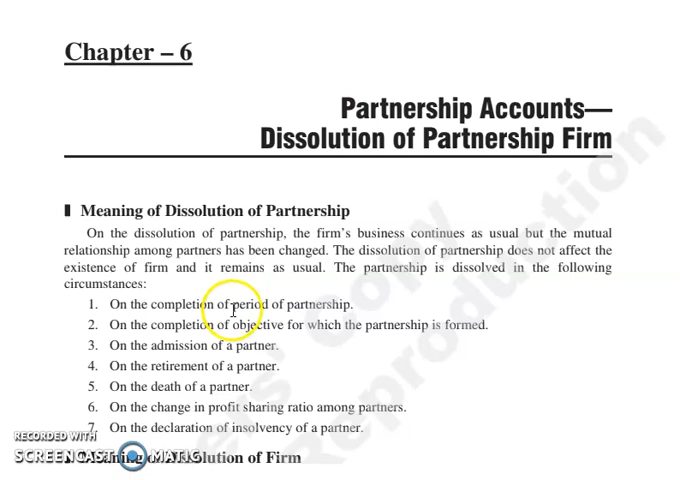 Chapter – 6
Partnership Accounts—
Dissolution of Partnership Firm
Meaning of Dissolution of Partnership
On the dissolution of partnership, the firm's business continues as usual but the mutual
relationship among partners has been changed. The dissolution of partnership does not affect the
existence of firm and it remains as usual. The partnership is dissolved in the following
circumstances:
1. On the completion of period of partnership.
2. On the completion of objective for which the partnership is formed.
3. On the admission of a partner.
4. On the retirement of a partner.
5. On the death of a partner.
6. On the change in profit sharing ratio among partners.
7. On the declaration of insolvency of a partner.
RECORDED WITH
SCREENCAST MATIC
Meaning of Dissolution of Firm
Copy
Reproduction